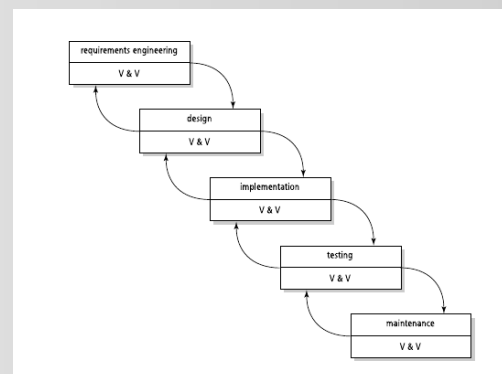 requirements engineering
V & V
design
V & V
implementation
V & V
testing
V & V
maintenance
V & V